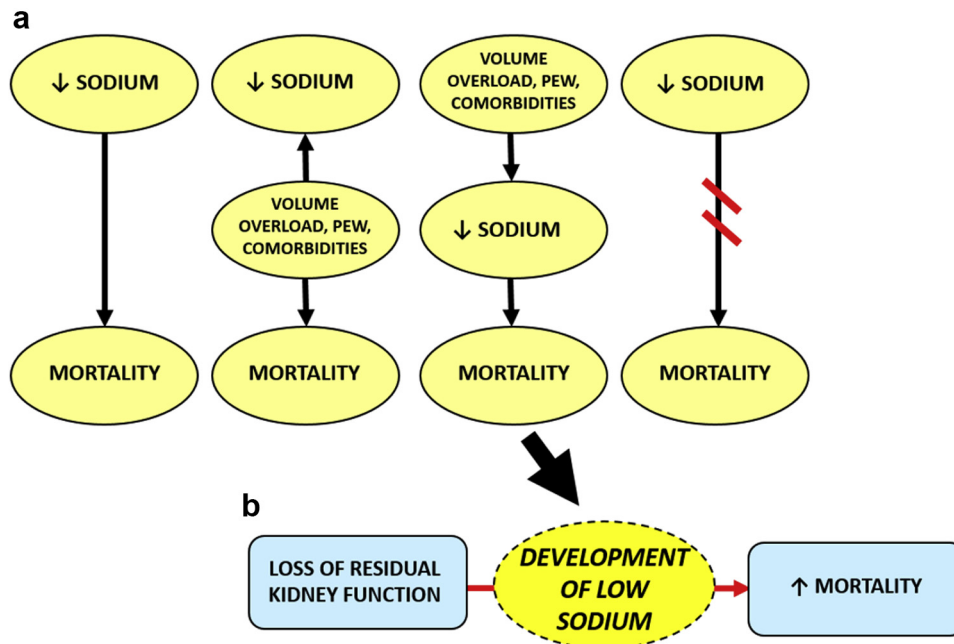 a
↓ SODIUM
↓ SODIUM
VOLUME
OVERLOAD, PEW,
COMORBIDITIES
↓ SODIUM
VOLUME
OVERLOAD, PEW,
COMORBIDITIES
↓ SODIUM
MORTALITY
MORTALITY
MORTALITY
MORTALITY
b
LOSS OF RESIDUAL
KIDNEY FUNCTION
DEVELOPMENT
OF LOW
SODIUM
↑ MORTALITY